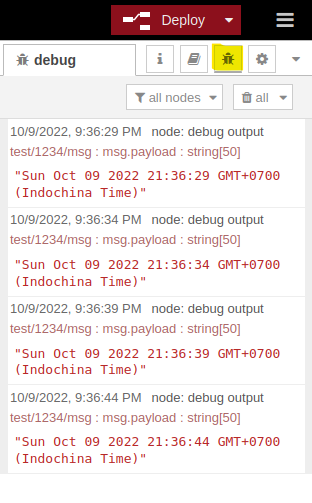 Deploy
debug
i
all nodes
all
10/9/2022, 9:36:29 PM node: debug output
test/1234/msg : msg.payload : string[50]
"Sun Oct 09 2022 21:36:29 GMT+0700
(Indochina Time)"
10/9/2022, 9:36:34 PM node: debug output
test/1234/msg : msg.payload : string[50]
"Sun Oct 09 2022 21:36:34 GMT+0700
(Indochina Time)"
10/9/2022, 9:36:39 PM node: debug output
test/1234/msg : msg.payload : string[50]
"Sun Oct 09 2022 21:36:39 GMT+0700
(Indochina Time)"
10/9/2022, 9:36:44 PM node: debug output
test/1234/msg : msg.payload : string[50]
"Sun Oct 09 2022 21:36:44 GMT+0700
(Indochina Time)"